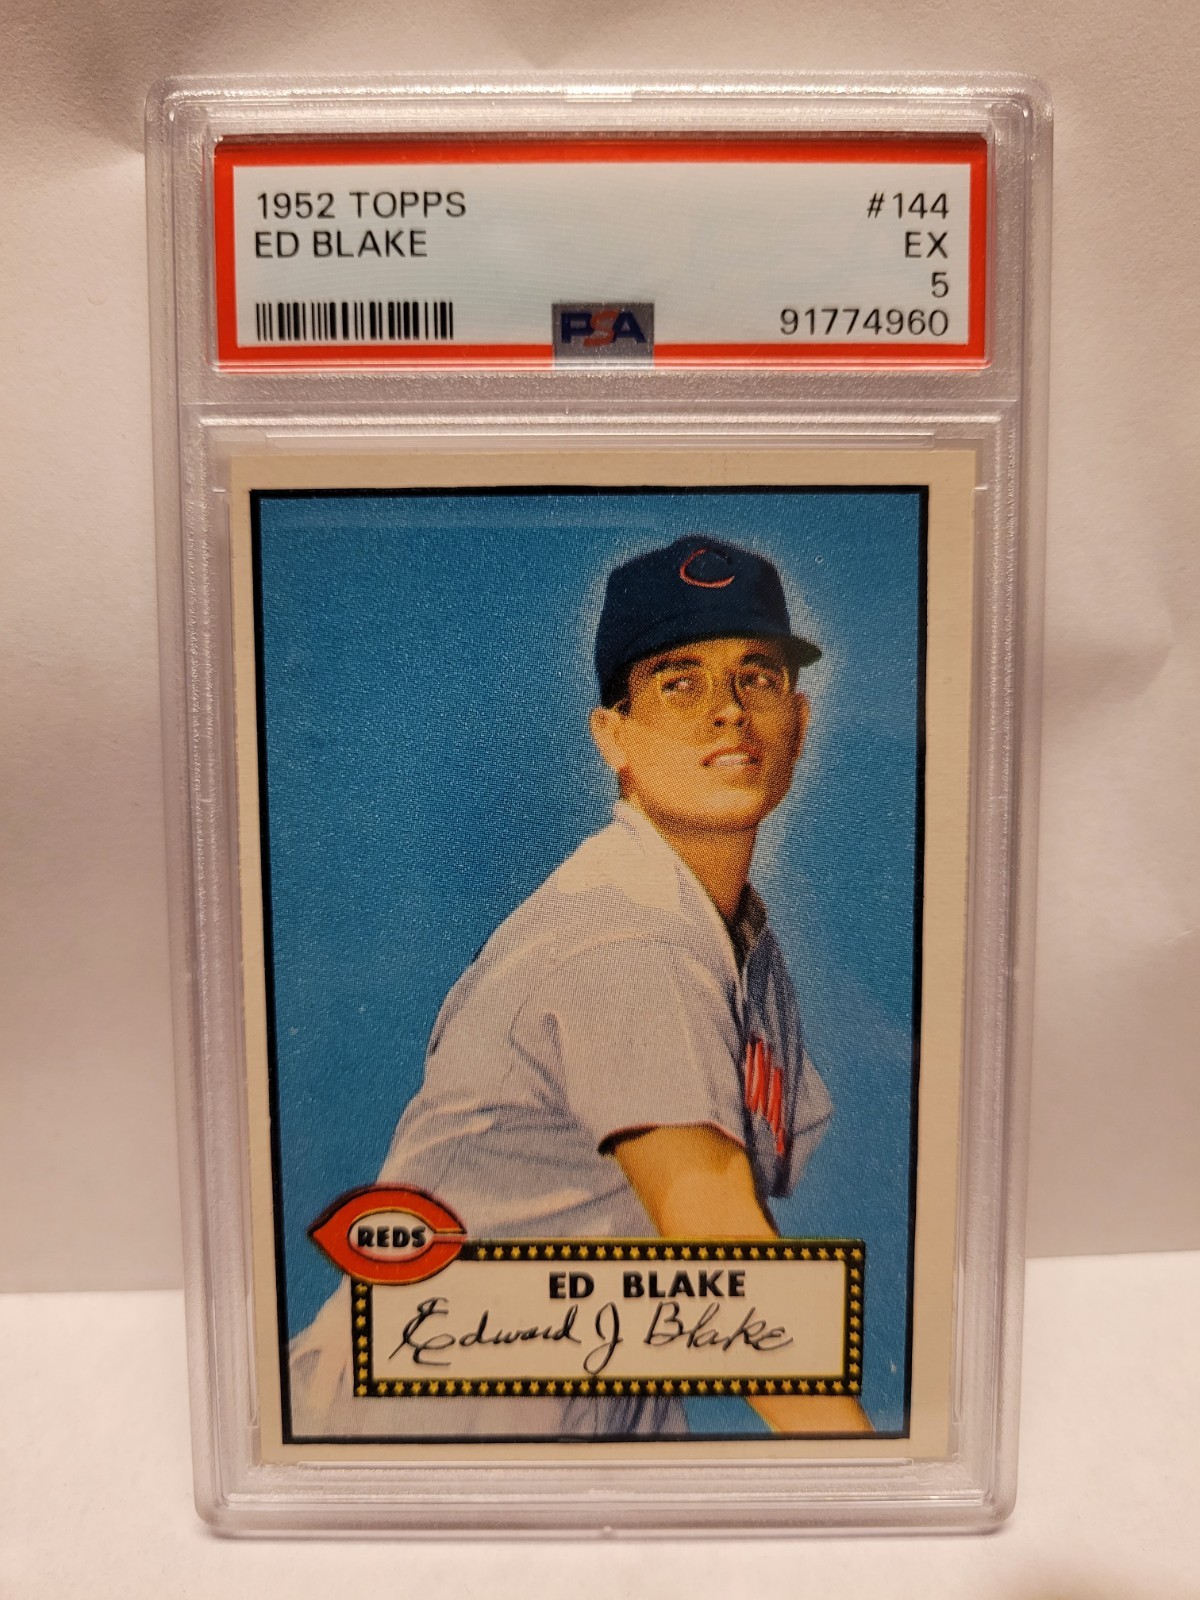 1952 TOPPS #144
ED BLAKE EX
5
PSA 91774960
C
REDS
ED BLAKE
Edward J Blake